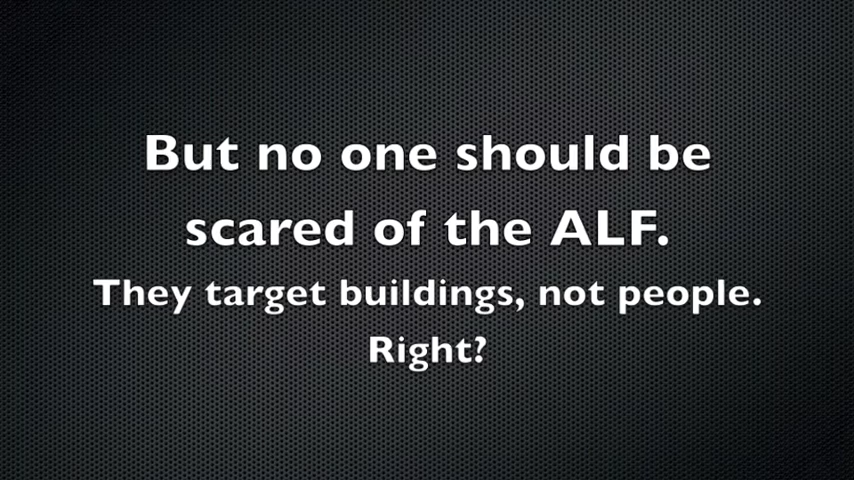 But no one should be
scared of the ALF.
They target buildings, not people.
Right?